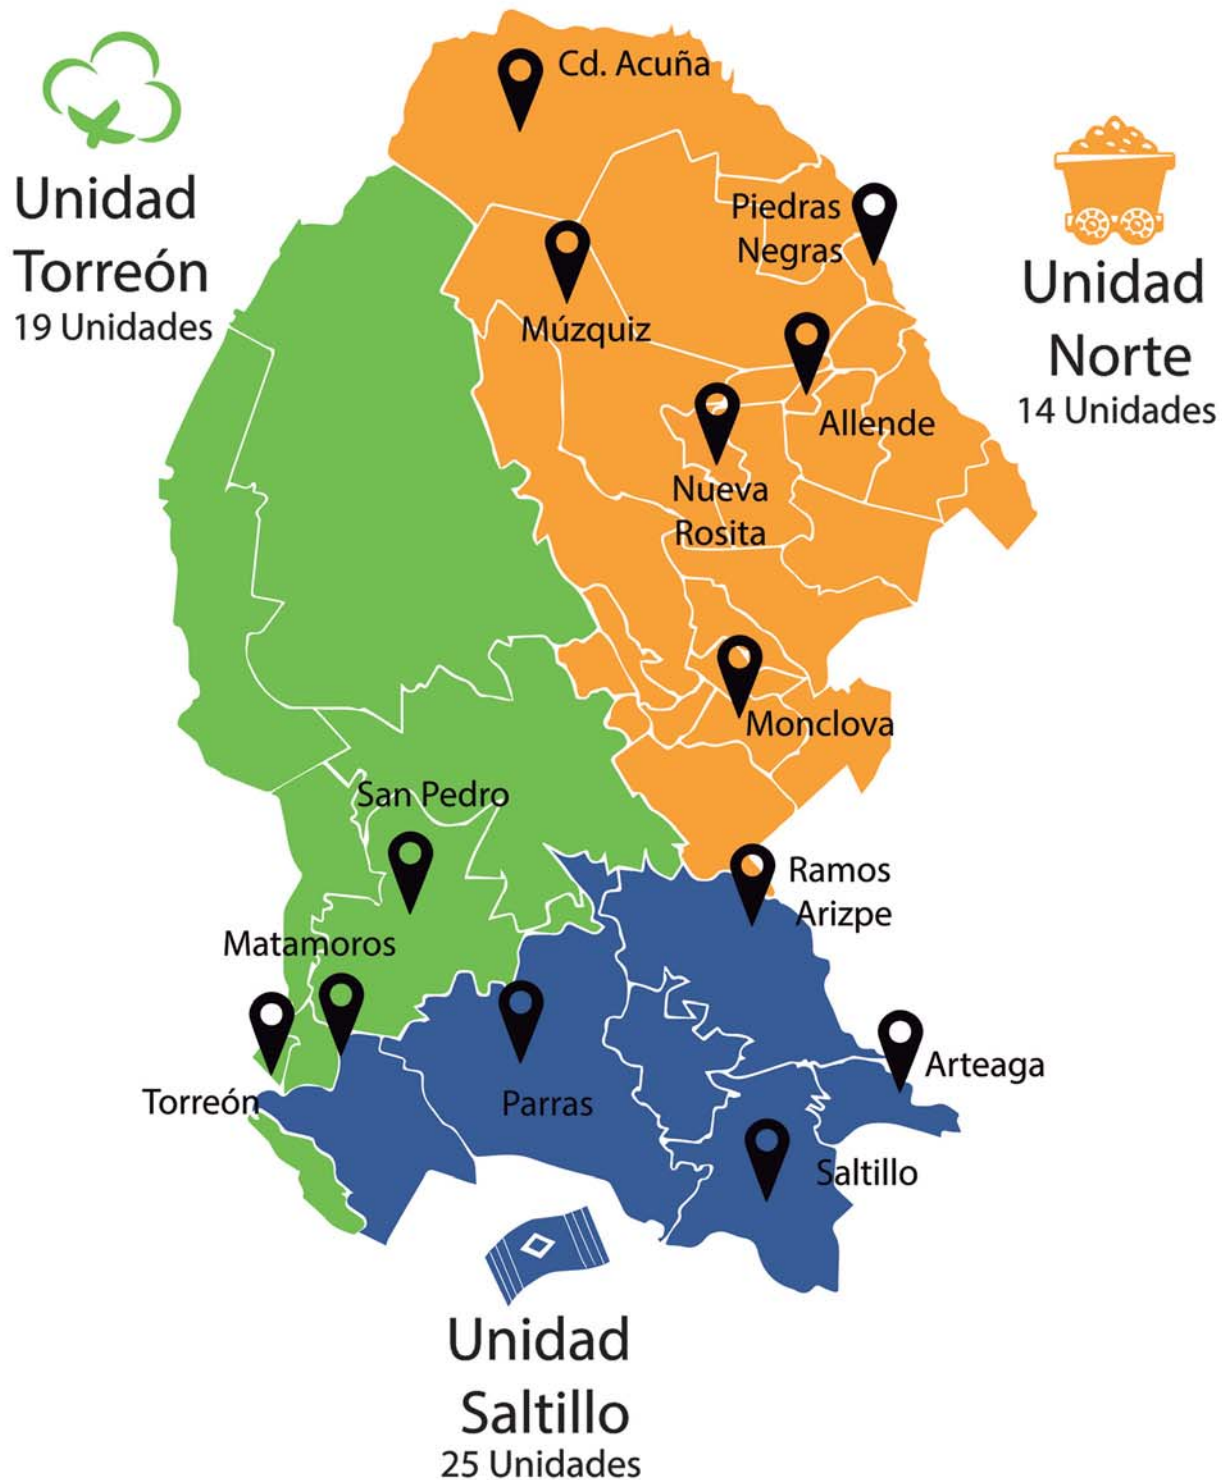 Cd. Acuña
Unidad
Torreón
19 Unidades
Piedras
Negras
Unidad
Norte
14 Unidades
Múzquiz
Allende
Nueva
Rosita
Monclova
San Pedro
Ramos
Arizpe
Matamoros
Arteaga
Torreón
Parras
Saltillo
Unidad
Saltillo
25 Unidades